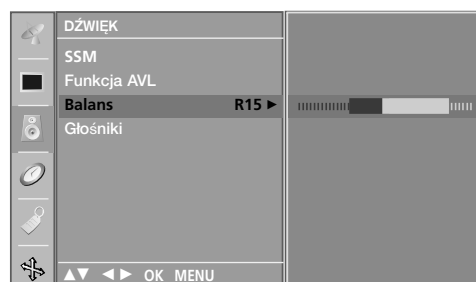 DŹWIĘK
SSM
Funkcja AVL
Balans R15 ►
Głośniki
▲▼ ◄► OK MENU